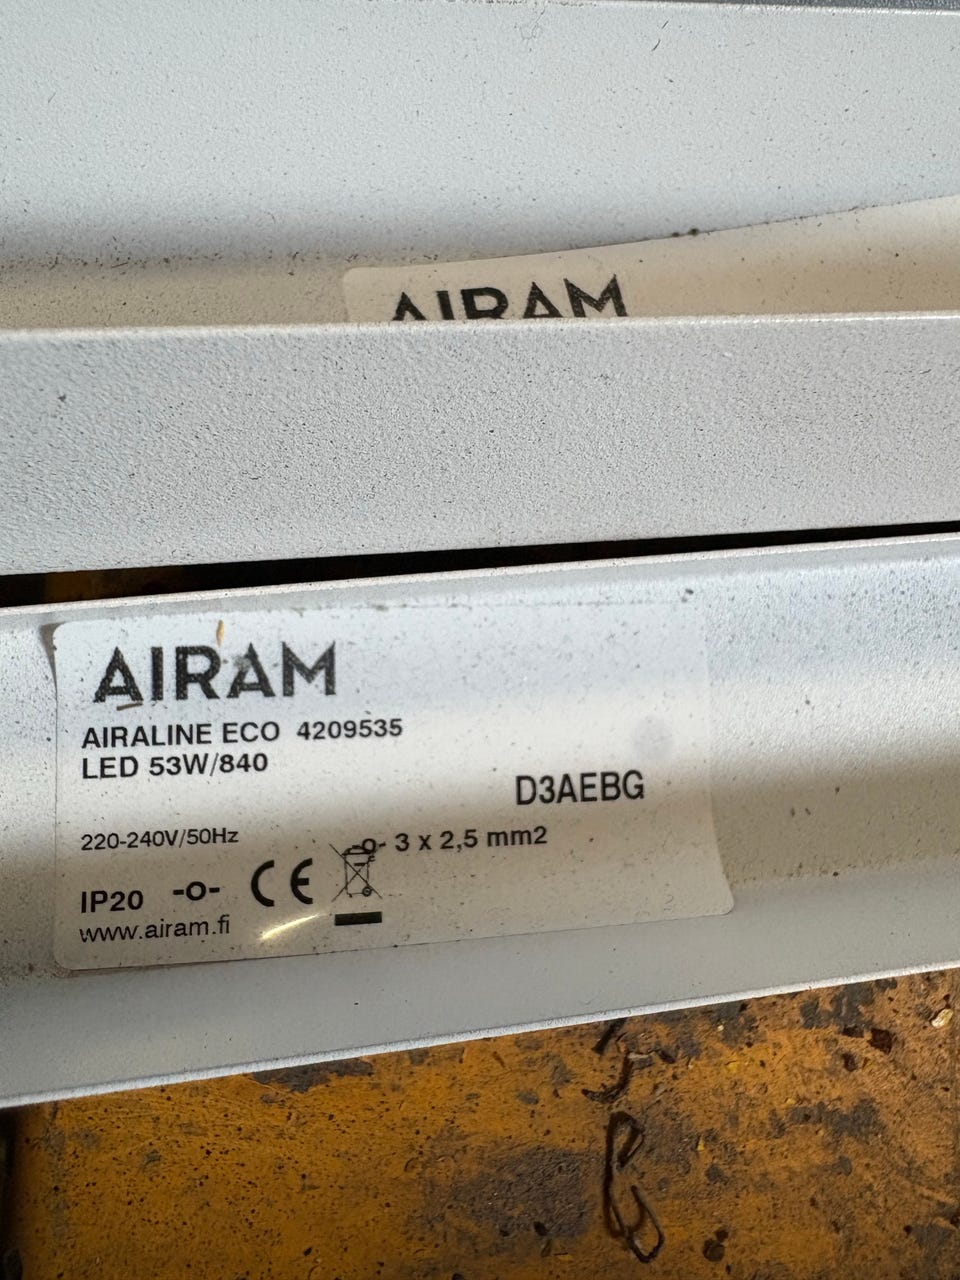 AIRAM
AIRAM
AIRALINE ECO 4209535
LED 53W/840
D3AEBG
220-240V/50Hz
-o- 3 x 2,5 mm2
IP20 -o- CE
www.airam.fi